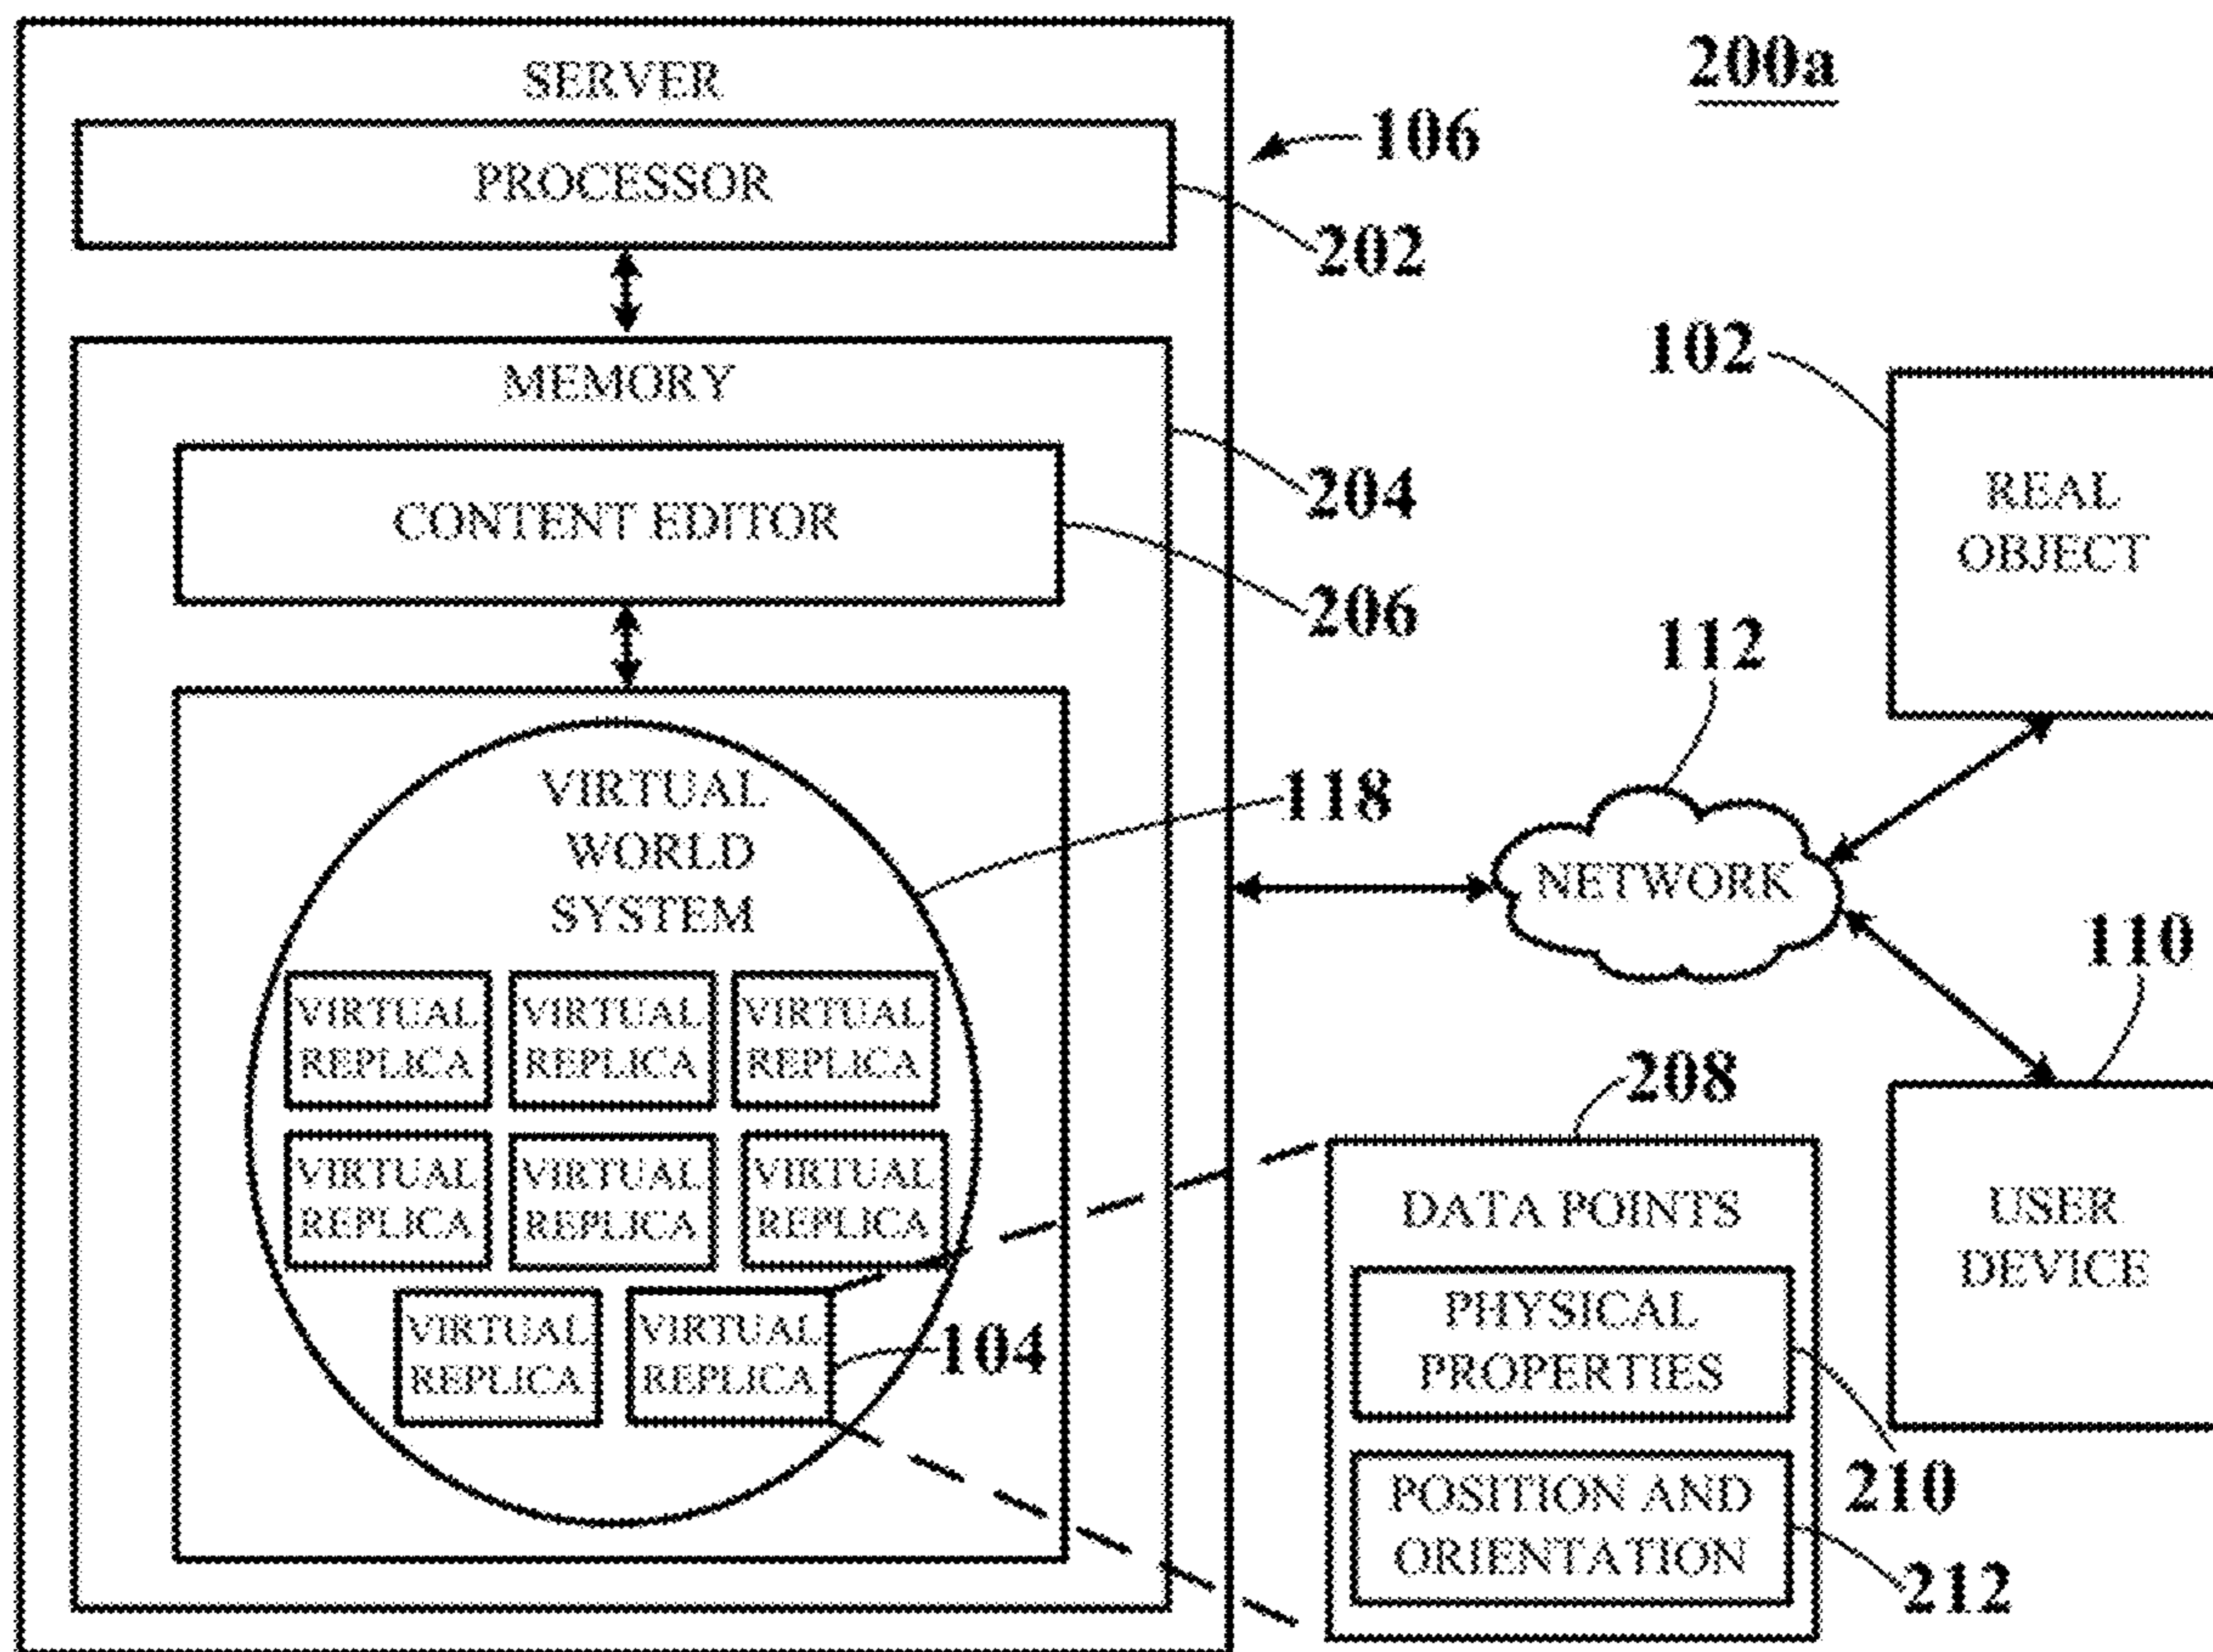 SERVER
200a
PROCESSOR
106
202
MEMORY
102
CONTENT EDITOR
204
REAL
OBJECT
206
112
VIRTUAL
WORLD
SYSTEM
118
NETWORK
110
VIRTUAL
REPLICA
VIRTUAL
REPLICA
VIRTUAL
REPLICA
208
VIRTUAL
REPLICA
VIRTUAL
REPLICA
VIRTUAL
REPLICA
DATA POINTS
USER
DEVICE
VIRTUAL
REPLICA
VIRTUAL
REPLICA
104
PHYSICAL
PROPERTIES
210
POSITION AND
ORIENTATION
212